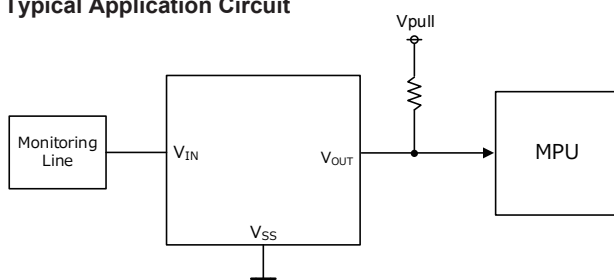 Typical Application Circuit
Vpull
Monitoring
Line
VIN
VOUT
MPU
VSS